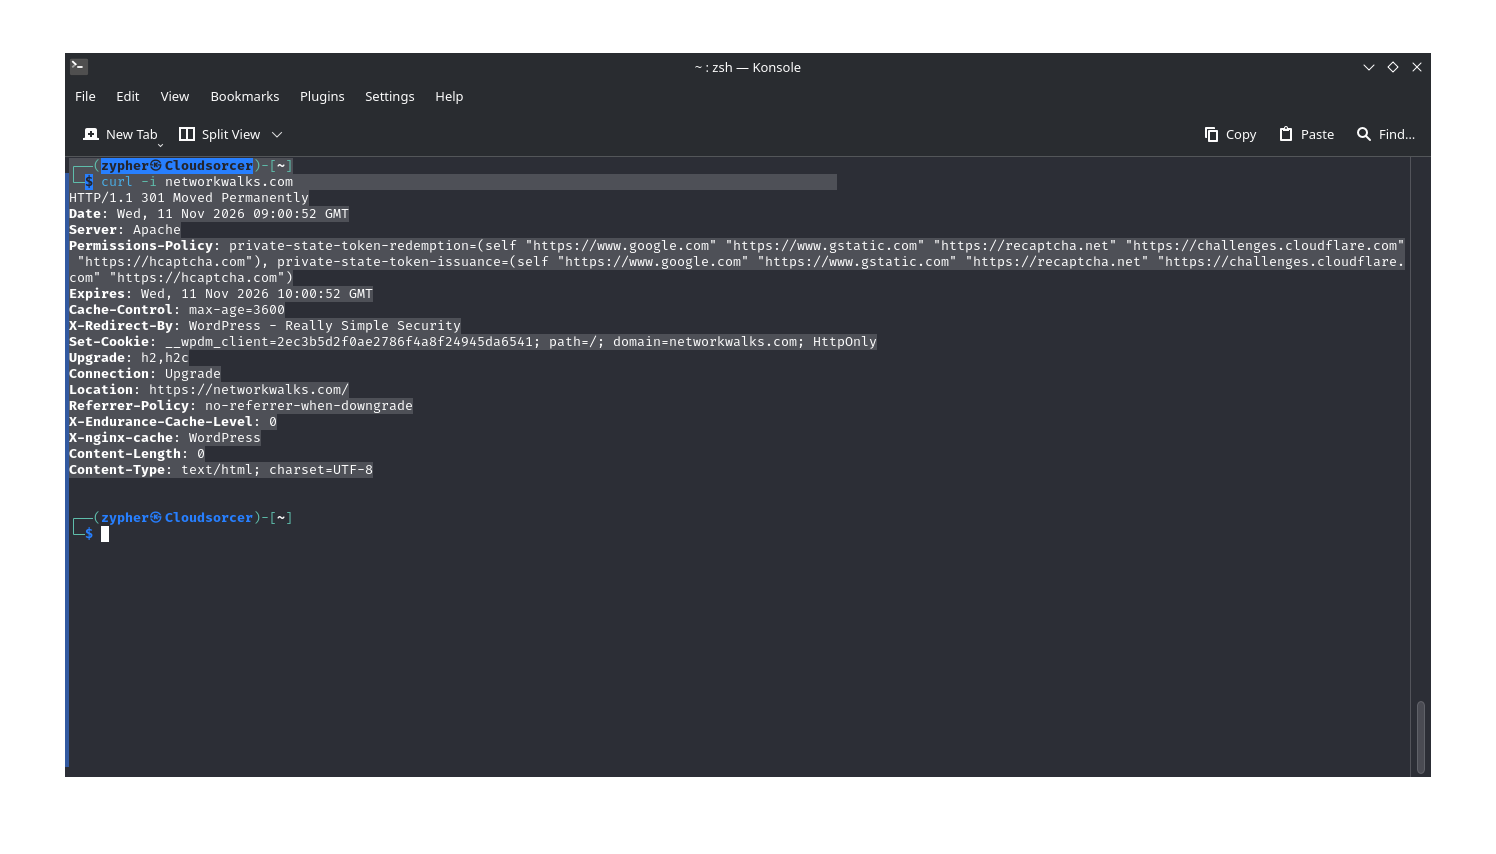 ~ : zsh — Konsole
File Edit View Bookmarks Plugins Settings Help
New Tab Split View Copy Paste Find...
┌──(zypher㉿Cloudsorcer)-[~]
└─$ curl -i networkwalks.com
HTTP/1.1 301 Moved Permanently
Date: Wed, 11 Nov 2026 09:00:52 GMT
Server: Apache
Permissions-Policy: private-state-token-redemption=(self "https://www.google.com" "https://www.gstatic.com" "https://recaptcha.net" "https://challenges.cloudflare.com"
 "https://hcaptcha.com"), private-state-token-issuance=(self "https://www.google.com" "https://www.gstatic.com" "https://recaptcha.net" "https://challenges.cloudflare.
com" "https://hcaptcha.com")
Expires: Wed, 11 Nov 2026 10:00:52 GMT
Cache-Control: max-age=3600
X-Redirect-By: WordPress - Really Simple Security
Set-Cookie: __wpdm_client=2ec3b5d2f0ae2786f4a8f24945da6541; path=/; domain=networkwalks.com; HttpOnly
Upgrade: h2,h2c
Connection: Upgrade
Location: https://networkwalks.com/
Referrer-Policy: no-referrer-when-downgrade
X-Endurance-Cache-Level: 0
X-nginx-cache: WordPress
Content-Length: 0
Content-Type: text/html; charset=UTF-8
┌──(zypher㉿Cloudsorcer)-[~]
└─$